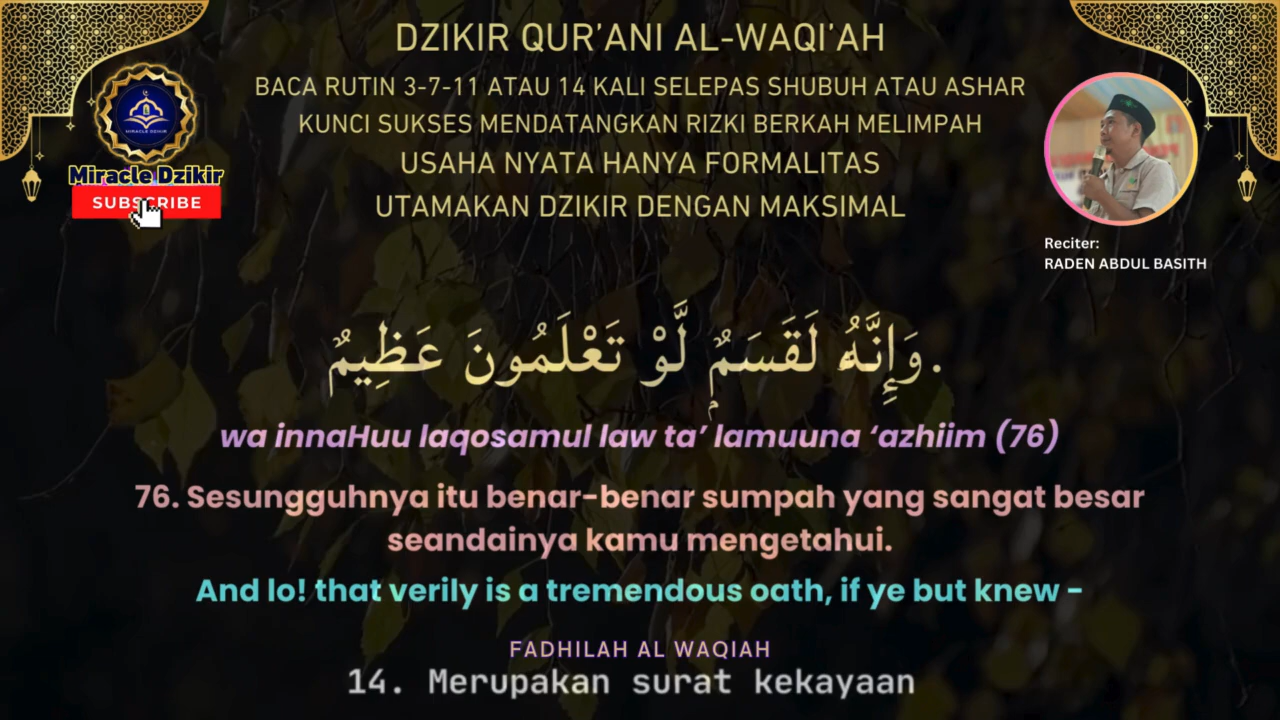 DZIKIR QUR'ANI AL-WAQI'AH
BACA RUTIN 3-7-11 ATAU 14 KALI SELEPAS SHUBUH ATAU ASHAR
KUNCI SUKSES MENDATANGKAN RIZKI BERKAH MELIMPAH
USAHA NYATA HANYA FORMALITAS
UTAMAKAN DZIKIR DENGAN MAKSIMAL
MIRACLE DZIKIR
Miracle Dzikir
SUBSCRIBE
Reciter:
RADEN ABDUL BASITH
.وَإِنَّهُۥ لَقَسَمٌۭ لَّوْ تَعْلَمُونَ عَظِيمٌ
wa innaHuu laqosamul law ta’ lamuuna ‘azhiim (76)
76. Sesungguhnya itu benar-benar sumpah yang sangat besar
seandainya kamu mengetahui.
And lo! that verily is a tremendous oath, if ye but knew -
FADHILAH AL WAQIAH
14. Merupakan surat kekayaan